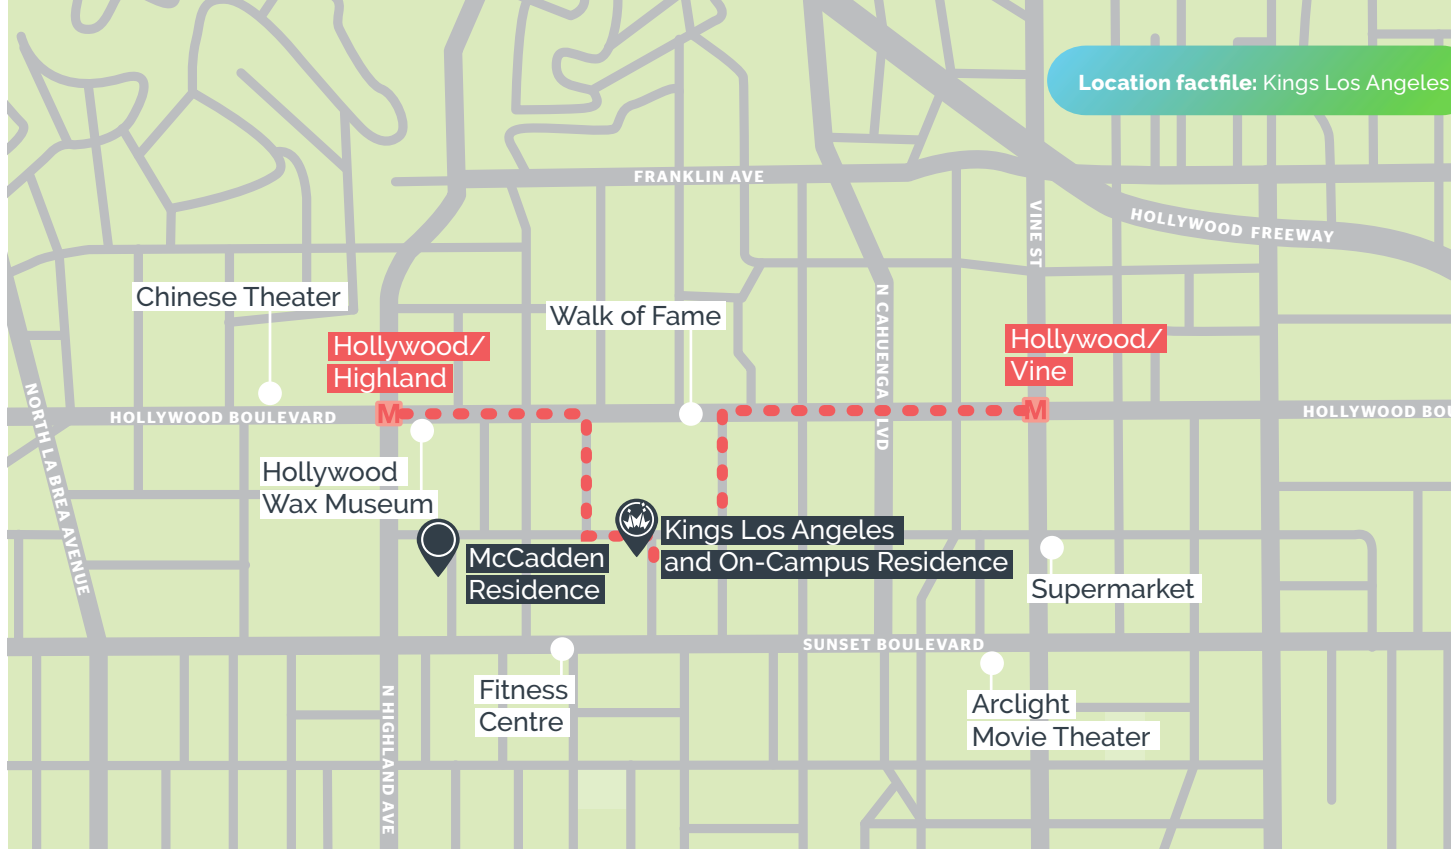 Location factfile: Kings Los Angeles
FRANKLIN AVE
HOLLYWOOD FREEWAY
VINE ST
Chinese Theater
Walk of Fame
N CAHUENGA
LVD
Hollywood/
Highland
Hollywood/
Vine
HOLLYWOOD BOULEVARD
M
M
HOLLYWOOD BOU
NORTH LA BREA AVENUE
Hollywood
Wax Museum
Kings Los Angeles
and On-Campus Residence
McCadden
Residence
Supermarket
SUNSET BOULEVARD
Fitness
Centre
N HIGHLAND AVE
Arclight
Movie Theater